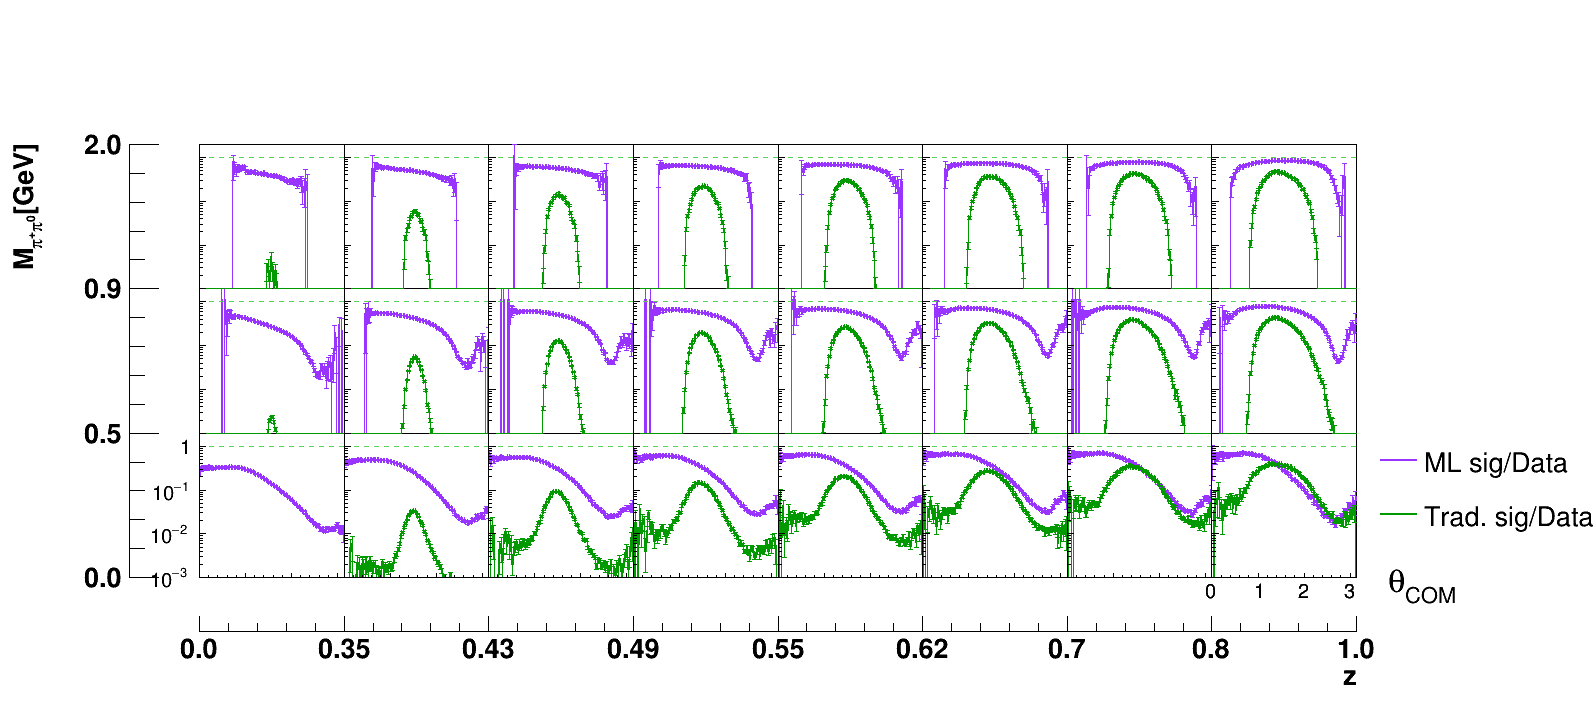 M_{π⁺π⁰}[GeV]
2.0
0.9
0.5
0.0
1
10⁻¹
10⁻²
10⁻³
ML sig/Data
Trad. sig/Data
0 1 2 3
θ_{COM}
0.0 0.35 0.43 0.49 0.55 0.62 0.7 0.8 1.0
z